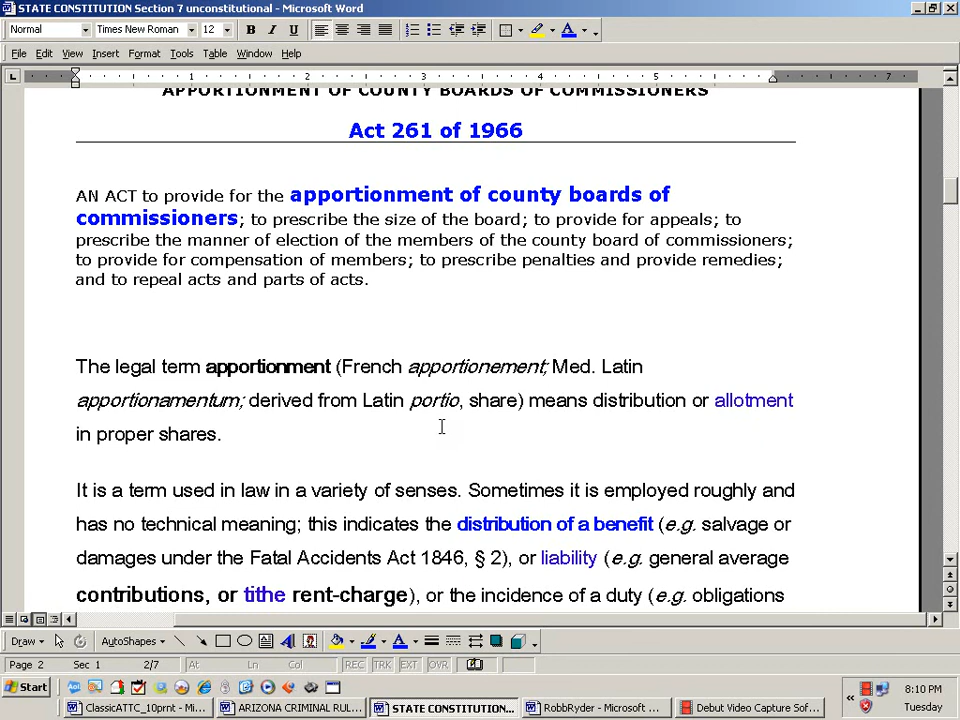 STATE CONSTITUTION Section 7 unconstitutional - Microsoft Word
Normal Times New Roman 12 B I U
File Edit View Insert Format Tools Table Window Help
1 2 3 4 5 7
APPORTIONMENT OF COUNTY BOARDS OF COMMISSIONERS
Act 261 of 1966
AN ACT to provide for the apportionment of county boards of
commissioners; to prescribe the size of the board; to provide for appeals; to
prescribe the manner of election of the members of the county board of commissioners;
to provide for compensation of members; to prescribe penalties and provide remedies;
and to repeal acts and parts of acts.
The legal term apportionment (French apportionement; Med. Latin
apportionamentum; derived from Latin portio, share) means distribution or allotment
in proper shares.
It is a term used in law in a variety of senses. Sometimes it is employed roughly and
has no technical meaning; this indicates the distribution of a benefit (e.g. salvage or
damages under the Fatal Accidents Act 1846, § 2), or liability (e.g. general average
contributions, or tithe rent-charge), or the incidence of a duty (e.g. obligations
Draw AutoShapes
Page 2 Sec 1 2/7 At Ln Col REC TRK EXT OVR
Start 8:10 PM
Tuesday
ClassicATTC_10prnt - Mi... ARIZONA CRIMINAL RUL... STATE CONSTITUTION... RobbRyder - Microsoft ... Debut Video Capture Sof...